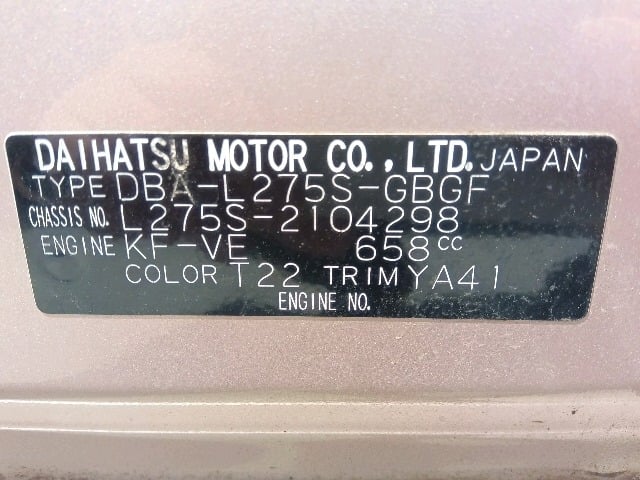 DAIHATSU MOTOR CO., LTD. JAPAN
TYPE DBA-L275S-GBGF
CHASSIS NO. L275S-2104298
ENGINE KF-VE 658cc
COLOR T22 TRIM YA41
ENGINE NO.